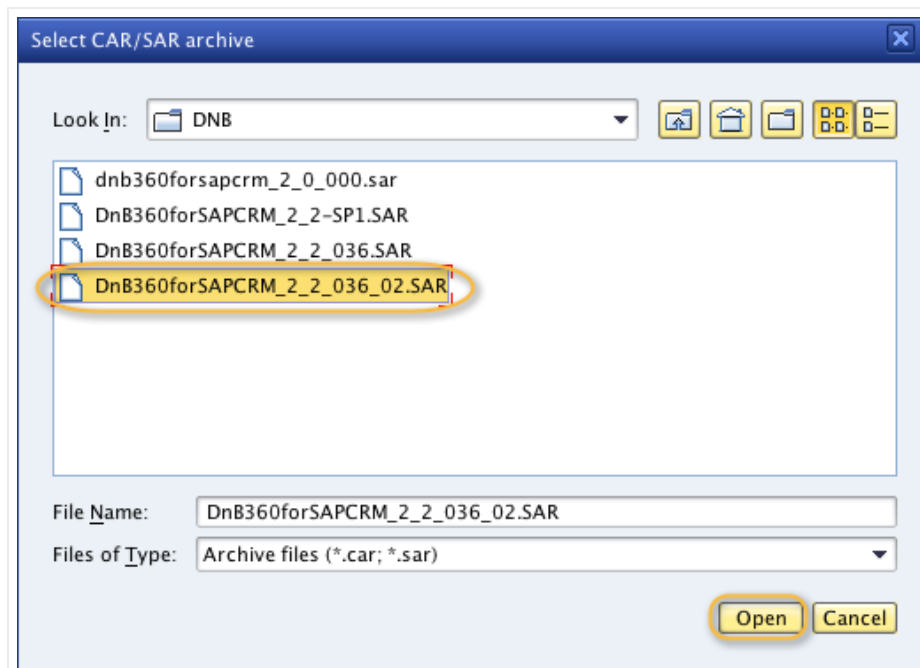 Select CAR/SAR archive
Look In: DNB
dnb360forsapcrm_2_0_000.sar
DnB360forSAPCRM_2_2-SP1.SAR
DnB360forSAPCRM_2_2_036.SAR
DnB360forSAPCRM_2_2_036_02.SAR
File Name: DnB360forSAPCRM_2_2_036_02.SAR
Files of Type: Archive files (*.car; *.sar)
Open Cancel